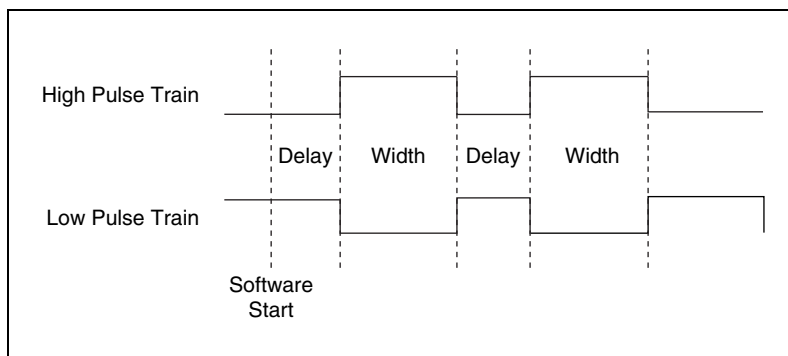 High Pulse Train
Delay Width Delay Width
Low Pulse Train
Software
Start